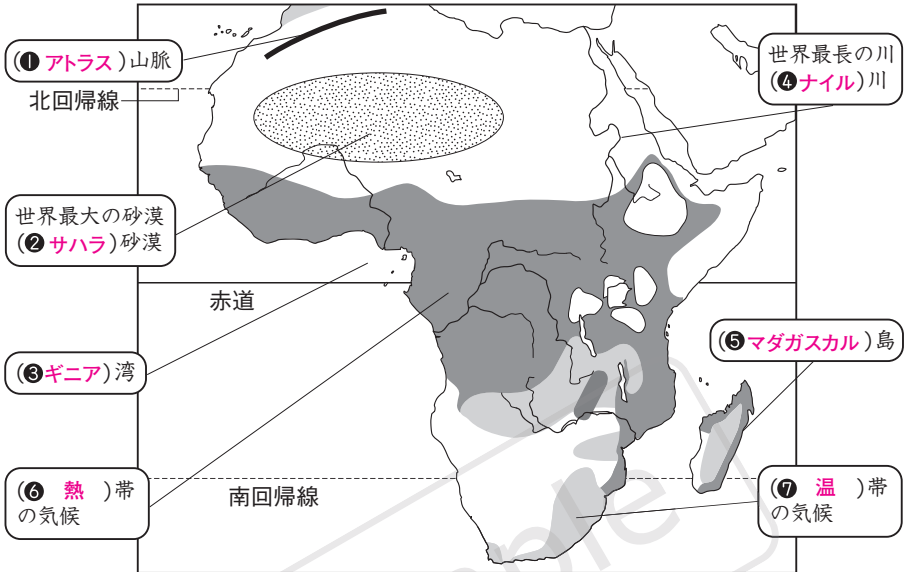 (❶ アトラス)山脈
北回帰線
世界最大の砂漠
(❷ サハラ)砂漠
赤道
(❸ギニア)湾
(❻ 熱 )帯
の気候
南回帰線
世界最長の川
(❹ナイル)川
(❺マダガスカル)島
(❼ 温 )帯
の気候